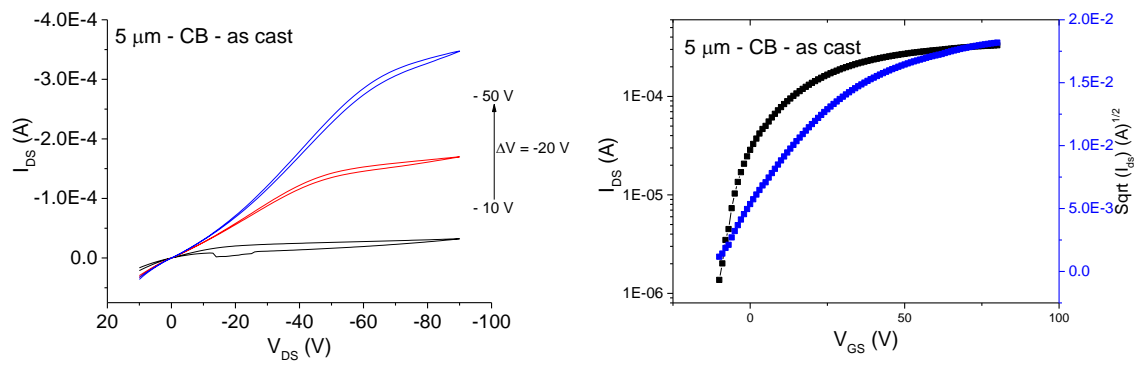 5 μm - CB - as cast
-4.0E-4
-3.0E-4
-2.0E-4
-1.0E-4
0.0
I_DS (A)
20 0 -20 -40 -60 -80 -100
V_DS (V)
- 50 V
ΔV = -20 V
- 10 V
5 μm - CB - as cast
1E-04
1E-05
1E-06
I_DS (A)
0 50 100
V_GS (V)
2.0E-2
1.5E-2
1.0E-2
5.0E-3
0.0
Sqrt (I_ds) (A)^1/2